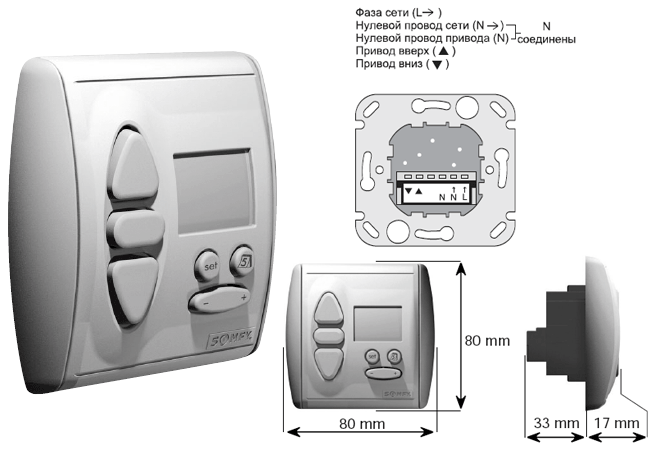 Фаза сети (L→)
Нулевой провод сети (N →) N
Нулевой провод привода (N) соединены
Привод вверх (▲)
Привод вниз (▼)
▼▲ N N L
set
- +
SOMFY
set
- +
80 mm
80 mm
33 mm 17 mm